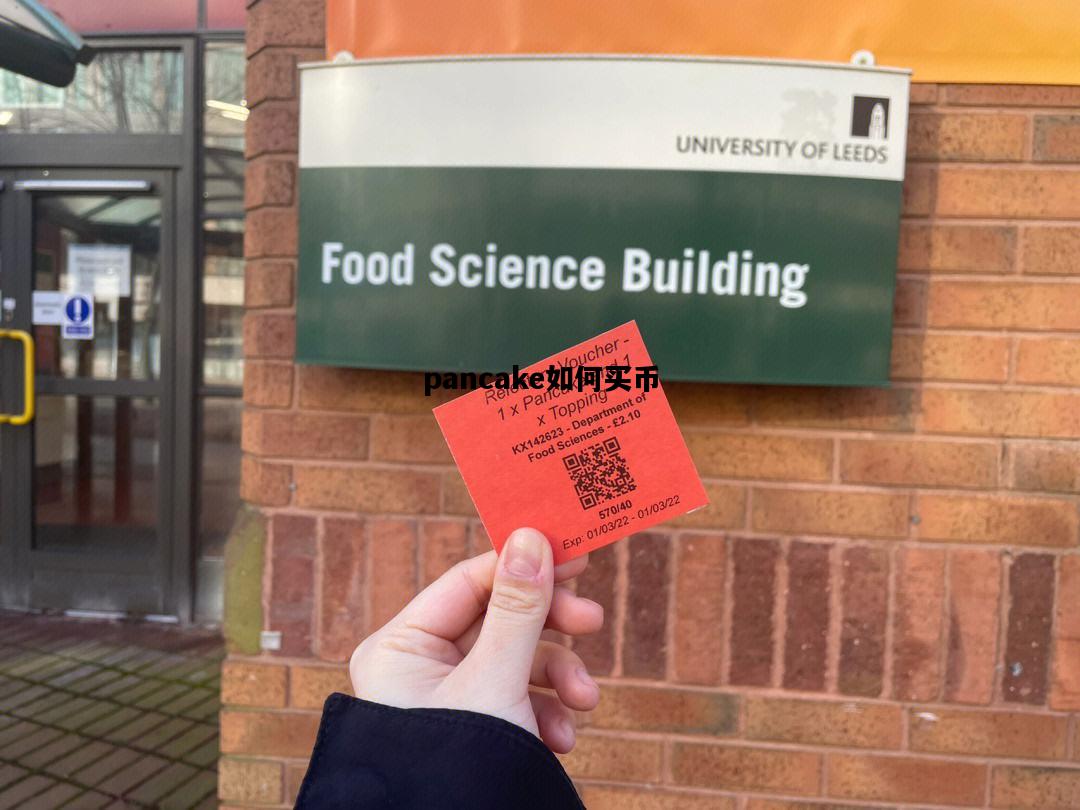 UNIVERSITY OF LEEDS
Food Science Building
pancake如何买币
Voucher -
1 x
x Topping
KX142623 - Department of
Food Sciences - £2.10
570/40
Exp: 01/03/22 - 01/03/22